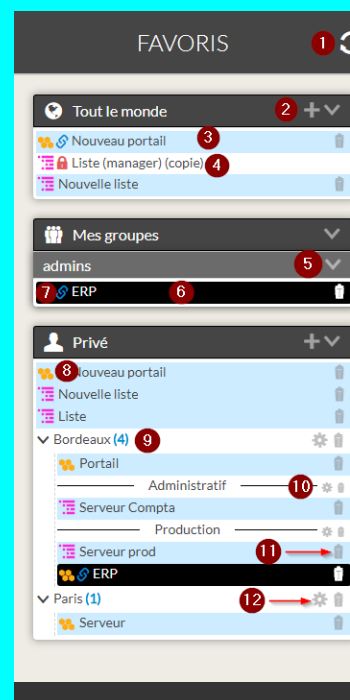 FAVORIS 1
Tout le monde 2
Nouveau portail 3
Liste (manager) (copie) 4
Nouvelle liste
Mes groupes
admins 5
7 ERP 6
Privé
8 ouveau portail
Nouvelle liste
Liste
Bordeaux (4) 9
Portail
Administratif 10
Serveur Compta
Production
Serveur prod 11
ERP
Paris (1) 12
Serveur